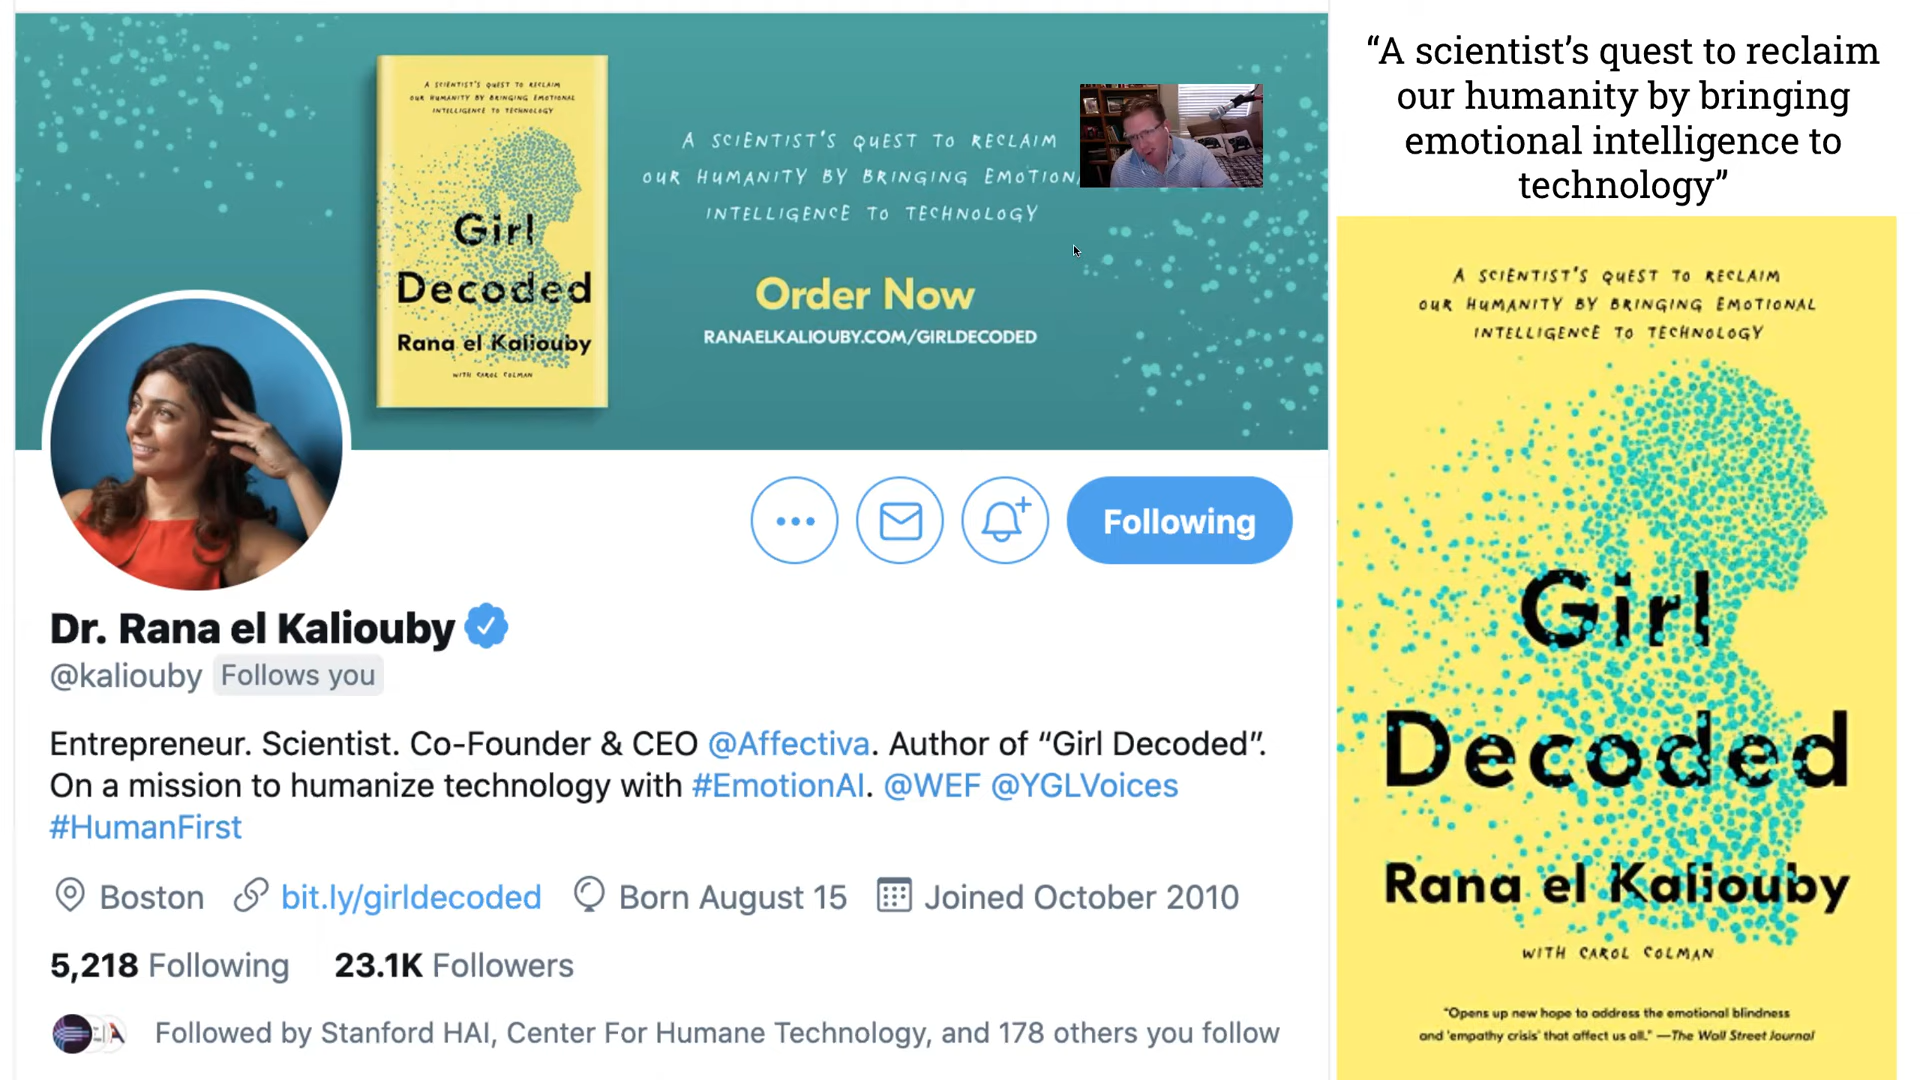 A SCIENTIST'S QUEST TO RECLAIM
OUR HUMANITY BY BRINGING EMOTIONAL
INTELLIGENCE TO TECHNOLOGY
Girl
Decoded
Rana el Kaliouby
WITH CAROL COLMAN
A SCIENTIST'S QUEST TO RECLAIM
OUR HUMANITY BY BRINGING EMOTION
INTELLIGENCE TO TECHNOLOGY
Order Now
RANAELKALIOUBY.COM/GIRLDECODED
Following
Dr. Rana el Kaliouby
@kaliouby Follows you
Entrepreneur. Scientist. Co-Founder & CEO @Affectiva. Author of “Girl Decoded”.
On a mission to humanize technology with #EmotionAI. @WEF @YGLVoices
#HumanFirst
Boston bit.ly/girldecoded Born August 15 Joined October 2010
5,218 Following 23.1K Followers
Followed by Stanford HAI, Center For Humane Technology, and 178 others you follow
“A scientist’s quest to reclaim
our humanity by bringing
emotional intelligence to
technology”
A SCIENTIST'S QUEST TO RECLAIM
OUR HUMANITY BY BRINGING EMOTIONAL
INTELLIGENCE TO TECHNOLOGY
Girl
Decoded
Rana el Kaliouby
WITH CAROL COLMAN
"Opens up new hope to address the emotional blindness
and 'empathy crisis' that affect us all." —The Wall Street Journal